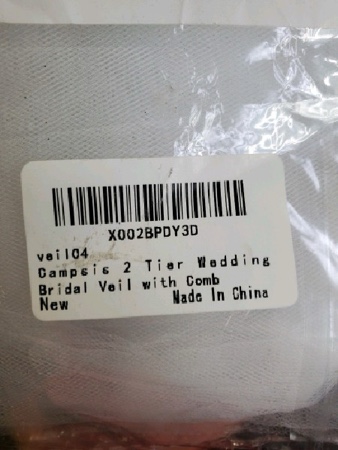 X002BPDY3D
veil04
Campsis 2 Tier Wedding
Bridal Veil with Comb
New Made In China